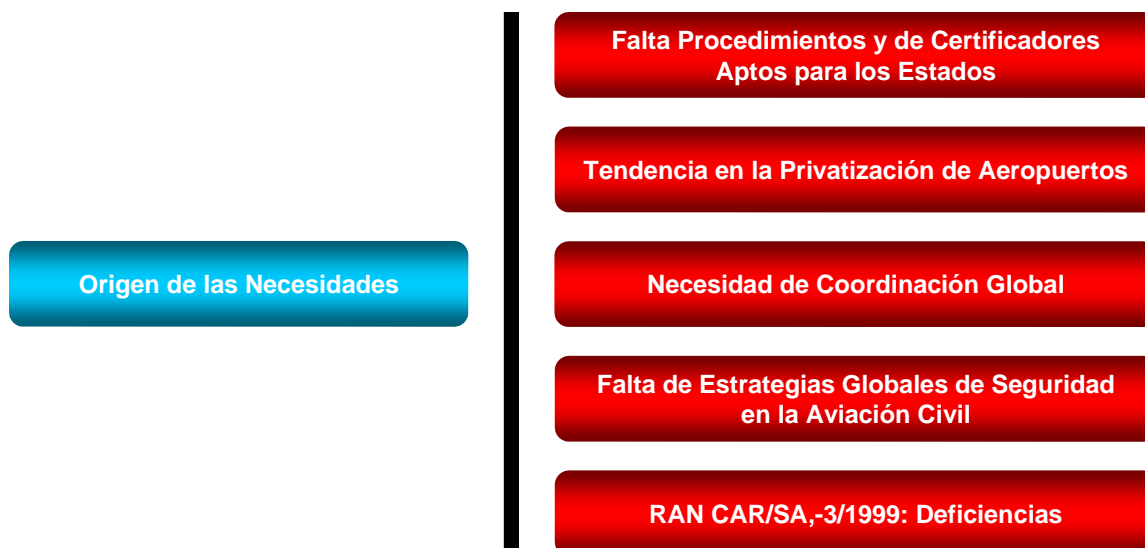 Origen de las Necesidades
Falta Procedimientos y de Certificadores
Aptos para los Estados
Tendencia en la Privatización de Aeropuertos
Necesidad de Coordinación Global
Falta de Estrategias Globales de Seguridad
en la Aviación Civil
RAN CAR/SA,-3/1999: Deficiencias